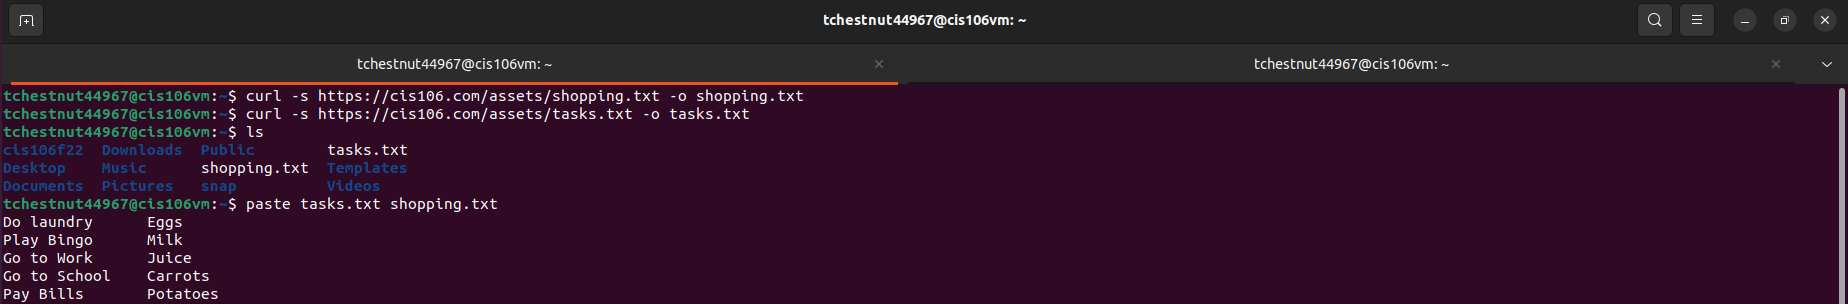 tchestnut44967@cis106vm: ~
tchestnut44967@cis106vm: ~ tchestnut44967@cis106vm: ~
tchestnut44967@cis106vm:~$ curl -s https://cis106.com/assets/shopping.txt -o shopping.txt
tchestnut44967@cis106vm:~$ curl -s https://cis106.com/assets/tasks.txt -o tasks.txt
tchestnut44967@cis106vm:~$ ls
cis106f22  Downloads  Public        tasks.txt
Desktop    Music      shopping.txt  Templates
Documents  Pictures   snap          Videos
tchestnut44967@cis106vm:~$ paste tasks.txt shopping.txt
Do laundry      Eggs
Play Bingo      Milk
Go to Work      Juice
Go to School    Carrots
Pay Bills       Potatoes